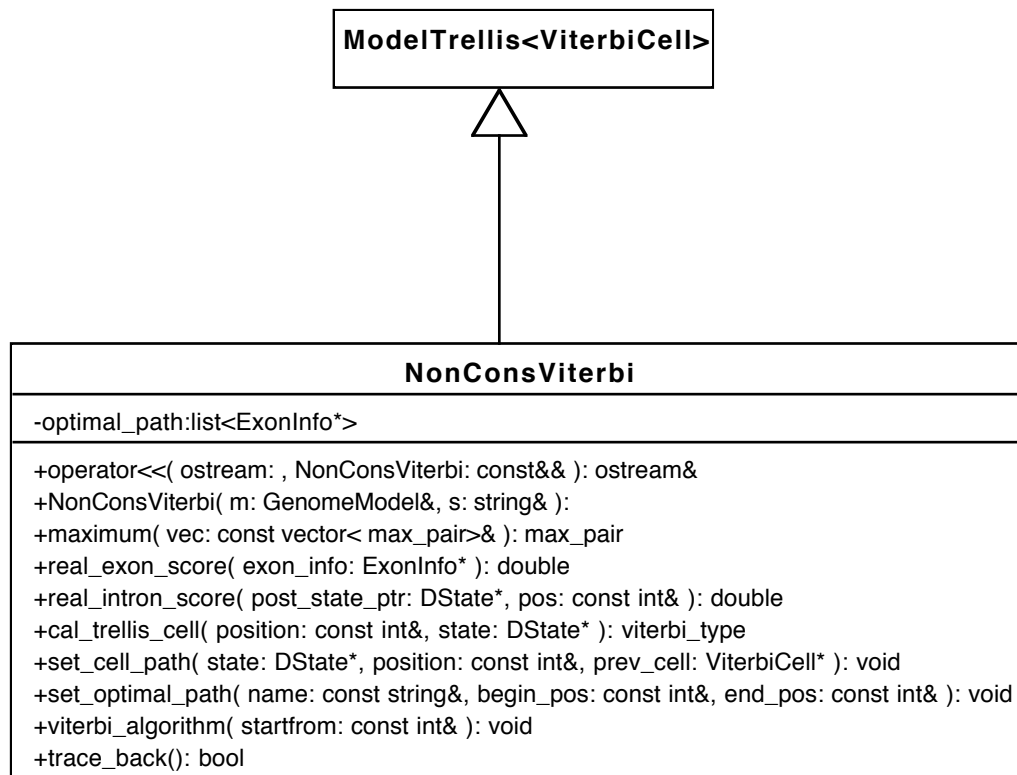 ModelTrellis<ViterbiCell>
NonConsViterbi
-optimal_path:list<ExonInfo*>
+operator<<( ostream: , NonConsViterbi: const&& ): ostream&
+NonConsViterbi( m: GenomeModel&, s: string& ):
+maximum( vec: const vector< max_pair>& ): max_pair
+real_exon_score( exon_info: ExonInfo* ): double
+real_intron_score( post_state_ptr: DState*, pos: const int& ): double
+cal_trellis_cell( position: const int&, state: DState* ): viterbi_type
+set_cell_path( state: DState*, position: const int&, prev_cell: ViterbiCell* ): void
+set_optimal_path( name: const string&, begin_pos: const int&, end_pos: const int& ): void
+viterbi_algorithm( startfrom: const int& ): void
+trace_back(): bool